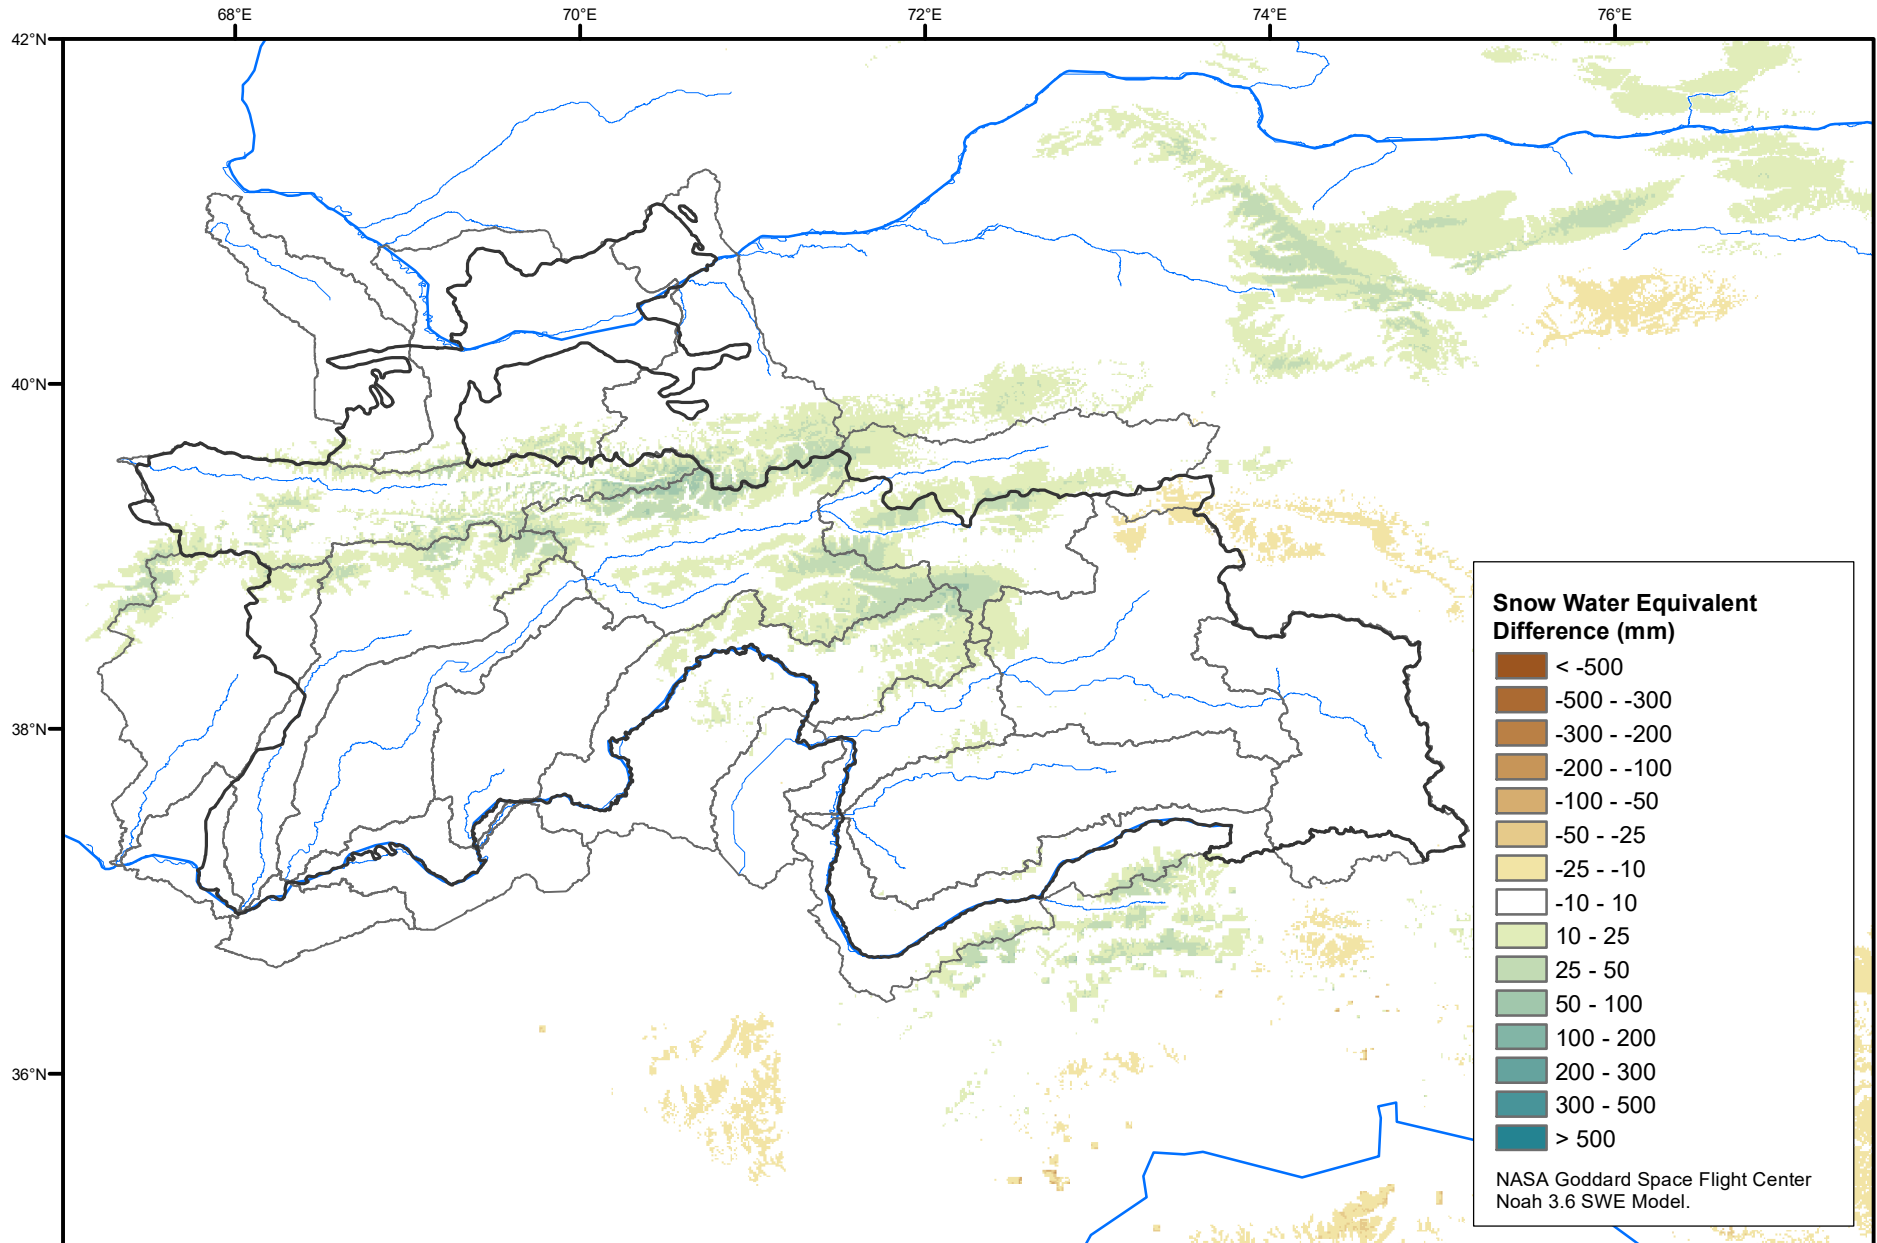 68°E
70°E
72°E
74°E
76°E
42°N
40°N
38°N
36°N
Snow Water Equivalent
Difference (mm)
< -500
-500 - -300
-300 - -200
-200 - -100
-100 - -50
-50 - -25
-25 - -10
-10 - 10
10 - 25
25 - 50
50 - 100
100 - 200
200 - 300
300 - 500
> 500
NASA Goddard Space Flight Center
Noah 3.6 SWE Model.